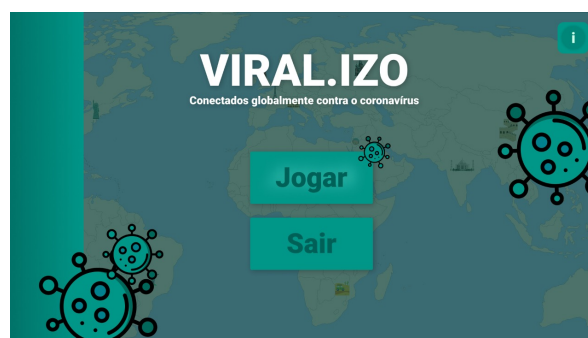 i
VIRAL.IZO
Conectados globalmente contra o coronavírus
Jogar
Sair